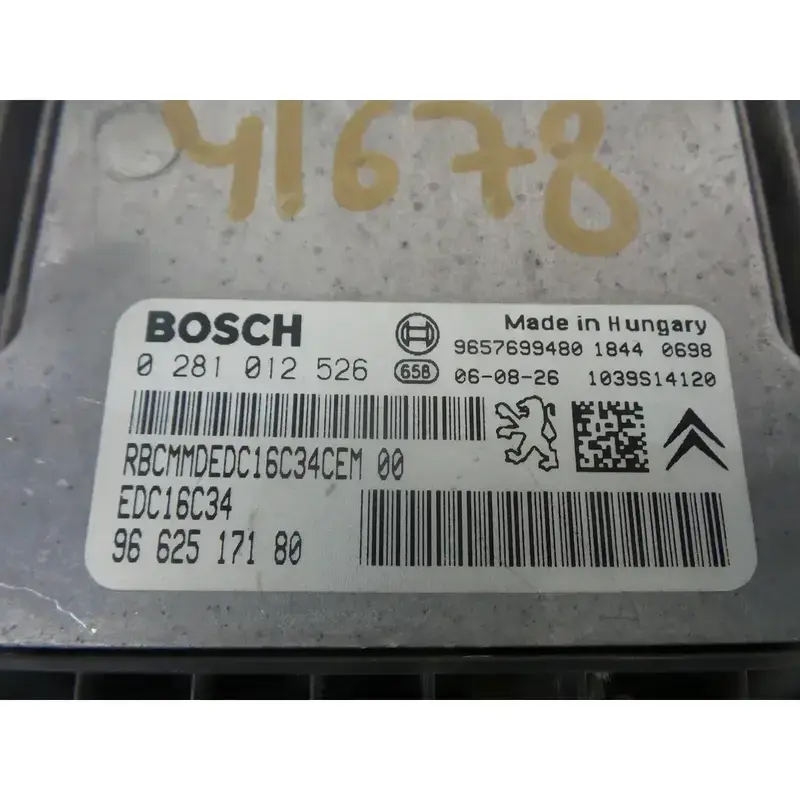 41678
BOSCH
Made in Hungary
9657699480 1844 0698
0 281 012 526
658
06-08-26 1039S14120
RBCMMDEDC16C34CEM 00
EDC16C34
96 625 171 80